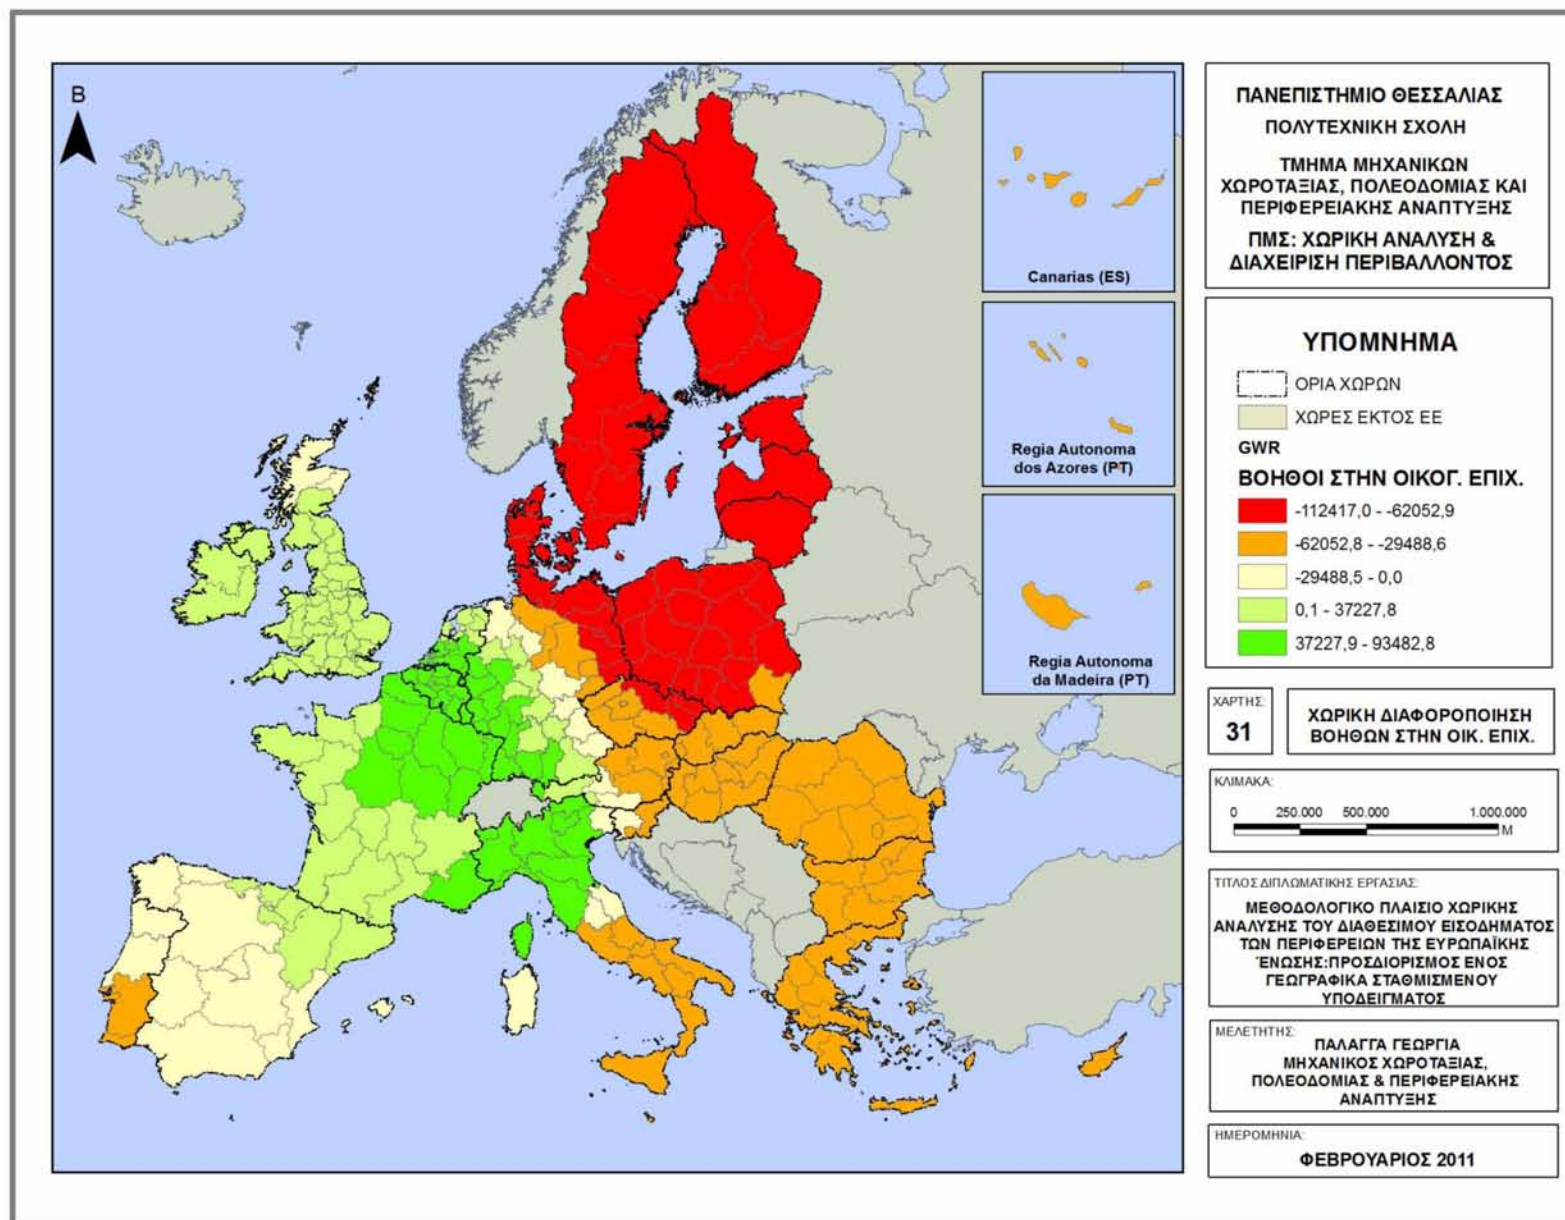 B
Canarias (ES)
Regia Autonoma
dos Azores (PT)
Regia Autonoma
da Madeira (PT)
ΠΑΝΕΠΙΣΤΗΜΙΟ ΘΕΣΣΑΛΙΑΣ
ΠΟΛΥΤΕΧΝΙΚΗ ΣΧΟΛΗ
ΤΜΗΜΑ ΜΗΧΑΝΙΚΩΝ
ΧΩΡΟΤΑΞΙΑΣ, ΠΟΛΕΟΔΟΜΙΑΣ ΚΑΙ
ΠΕΡΙΦΕΡΕΙΑΚΗΣ ΑΝΑΠΤΥΞΗΣ
ΠΜΣ: ΧΩΡΙΚΗ ΑΝΑΛΥΣΗ &
ΔΙΑΧΕΙΡΙΣΗ ΠΕΡΙΒΑΛΛΟΝΤΟΣ
ΥΠΟΜΝΗΜΑ
ΟΡΙΑ ΧΩΡΩΝ
ΧΩΡΕΣ ΕΚΤΟΣ ΕΕ
GWR
ΒΟΗΘΟΙ ΣΤΗΝ ΟΙΚΟΓ. ΕΠΙΧ.
-112417,0 - -62052,9
-62052,8 - -29488,6
-29488,5 - 0,0
0,1 - 37227,8
37227,9 - 93482,8
ΧΑΡΤΗΣ:
31
ΧΩΡΙΚΗ ΔΙΑΦΟΡΟΠΟΙΗΣΗ
ΒΟΗΘΩΝ ΣΤΗΝ ΟΙΚ. ΕΠΙΧ.
ΚΛΙΜΑΚΑ:
0 250.000 500.000 1.000.000
M
ΤΙΤΛΟΣ ΔΙΠΛΩΜΑΤΙΚΗΣ ΕΡΓΑΣΙΑΣ:
ΜΕΘΟΔΟΛΟΓΙΚΟ ΠΛΑΙΣΙΟ ΧΩΡΙΚΗΣ
ΑΝΑΛΥΣΗΣ ΤΟΥ ΔΙΑΘΕΣΙΜΟΥ ΕΙΣΟΔΗΜΑΤΟΣ
ΤΩΝ ΠΕΡΙΦΕΡΕΙΩΝ ΤΗΣ ΕΥΡΩΠΑΪΚΗΣ
ΈΝΩΣΗΣ:ΠΡΟΣΔΙΟΡΙΣΜΟΣ ΕΝΟΣ
ΓΕΩΓΡΑΦΙΚΑ ΣΤΑΘΜΙΣΜΕΝΟΥ
ΥΠΟΔΕΙΓΜΑΤΟΣ
ΜΕΛΕΤΗΤΗΣ:
ΠΑΛΑΓΓΑ ΓΕΩΡΓΙΑ
ΜΗΧΑΝΙΚΟΣ ΧΩΡΟΤΑΞΙΑΣ,
ΠΟΛΕΟΔΟΜΙΑΣ & ΠΕΡΙΦΕΡΕΙΑΚΗΣ
ΑΝΑΠΤΥΞΗΣ
ΗΜΕΡΟΜΗΝΙΑ:
ΦΕΒΡΟΥΑΡΙΟΣ 2011